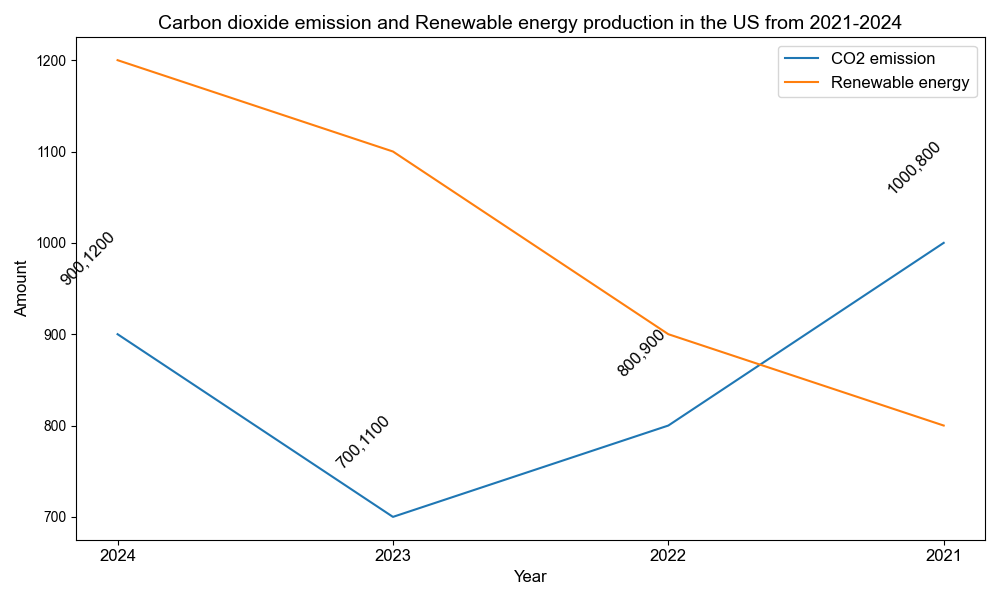 Carbon dioxide emission and Renewable energy production in the US from 2021-2024
CO2 emission
Renewable energy
1200
1100
1000
900
800
700
Amount
900,1200
700,1100
800,900
1000,800
2024
2023
2022
2021
Year